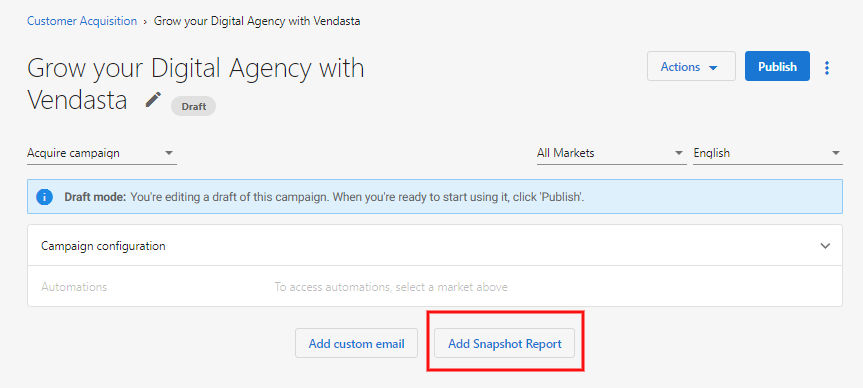 Customer Acquisition › Grow your Digital Agency with Vendasta
Grow your Digital Agency with
Vendasta
Draft
Actions
Publish
Acquire campaign
All Markets
English
Draft mode: You're editing a draft of this campaign. When you're ready to start using it, click 'Publish'.
Campaign configuration
Automations To access automations, select a market above
Add custom email
Add Snapshot Report